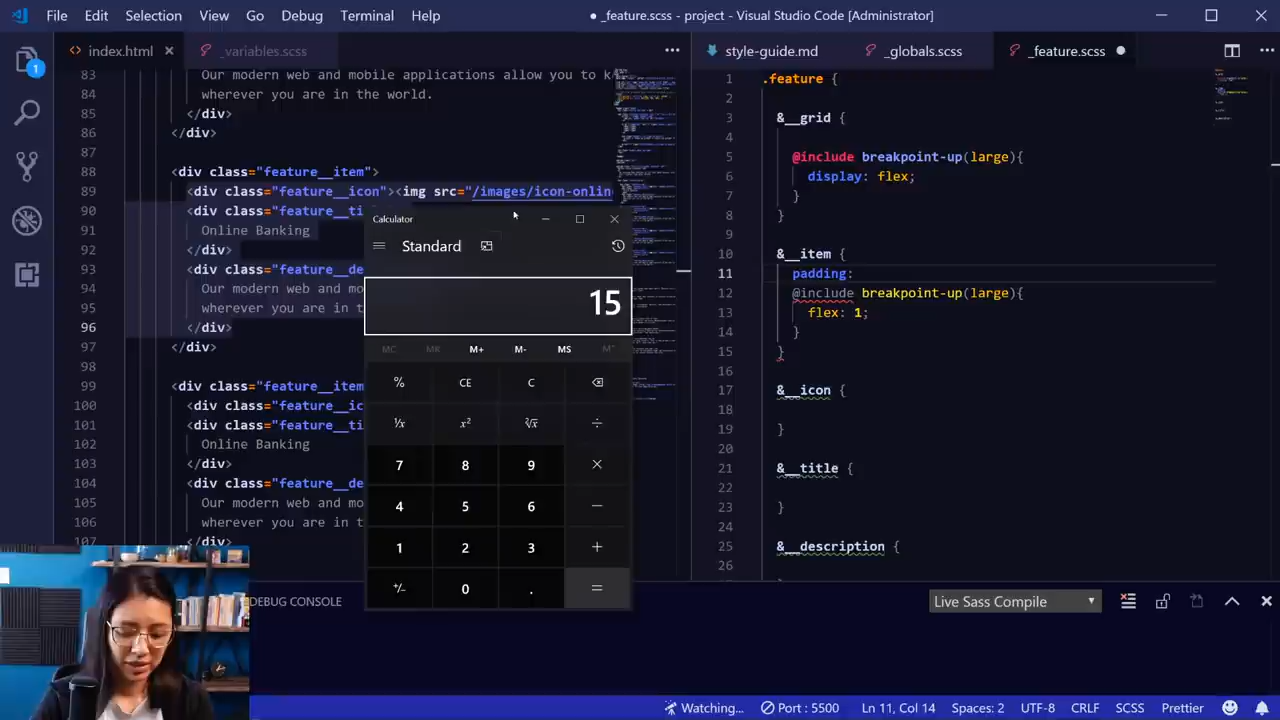 File Edit Selection View Go Debug Terminal Help ● _feature.scss - project - Visual Studio Code [Administrator]
1
<> index.html × _variables.scss ...
83
84
85
86
87
88
89
90
91
92
93
94
95
96
97
98
99
100
101
102
103
104
105
106
107
Our modern web and mobile applications allow you to k
wherever you are in the world.
</div>
</div>
<div class="feature__item">
<div class="feature__icon"><img src="/images/icon-onlin
<div class="feature__ti
Online Banking
</div>
<div class="feature__de
Our modern web and mo
wherever you are in t
</div>
</div>
<div class="feature__item
<div class="feature__ic
<div class="feature__ti
Online Banking
</div>
<div class="feature__de
Our modern web and mo
wherever you are in t
</div>
Calculator
Standard
15
MC MR M+ M- MS M˅
% CE C
⅟x x² ²√x ÷
7 8 9 ×
4 5 6 −
1 2 3 +
+/- 0 . =
style-guide.md _globals.scss _feature.scss ● ...
1 .feature {
2
3 &__grid {
4
5 @include breakpoint-up(large){
6 display: flex;
7 }
8 }
9
10 &__item {
11 padding:
12 @include breakpoint-up(large){
13 flex: 1;
14 }
15 }
16
17 &__icon {
18
19 }
20
21 &__title {
22
23 }
24
25 &__description {
26
DEBUG CONSOLE
Live Sass Compile
Watching... Port : 5500 Ln 11, Col 14 Spaces: 2 UTF-8 CRLF SCSS Prettier